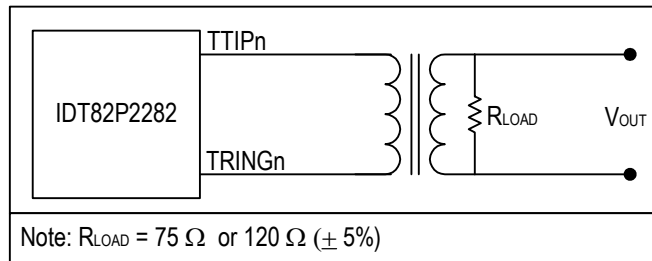 TTIPn
IDT82P2282
RLOAD
VOUT
TRINGn
Note: RLOAD = 75 Ω or 120 Ω (± 5%)